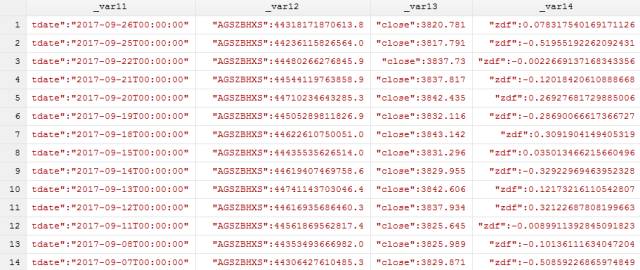 _var11 _var12 _var13 _var14
1 tdate":"2017-09-26T00:00:00" "AGSZBHXS":44318171870613.8 "close":3820.781 "zdf":0.078317540169171126
2 tdate":"2017-09-25T00:00:00" "AGSZBHXS":44236115826564.0 "close":3817.791 "zdf":-0.51955192262092431
3 tdate":"2017-09-22T00:00:00" "AGSZBHXS":44480266276845.9 "close":3837.73 "zdf":-0.0022669137168343356
4 tdate":"2017-09-21T00:00:00" "AGSZBHXS":44544119763858.9 "close":3837.817 "zdf":-0.12018420610888668
5 tdate":"2017-09-20T00:00:00" "AGSZBHXS":44710234643285.3 "close":3842.435 "zdf":0.26927681729885006
6 tdate":"2017-09-19T00:00:00" "AGSZBHXS":44505289811826.9 "close":3832.116 "zdf":-0.28690066617366727
7 tdate":"2017-09-18T00:00:00" "AGSZBHXS":44622610750051.0 "close":3843.142 "zdf":0.3091904149405319
8 tdate":"2017-09-15T00:00:00" "AGSZBHXS":44435535626514.0 "close":3831.296 "zdf":0.035013466215660496
9 tdate":"2017-09-14T00:00:00" "AGSZBHXS":44619407469758.6 "close":3829.955 "zdf":-0.32922969463952328
10 tdate":"2017-09-13T00:00:00" "AGSZBHXS":44741143703046.4 "close":3842.606 "zdf":0.12173216110542807
11 tdate":"2017-09-12T00:00:00" "AGSZBHXS":44616935686460.3 "close":3837.934 "zdf":0.32122687808199663
12 tdate":"2017-09-11T00:00:00" "AGSZBHXS":44561869562817.4 "close":3825.645 "zdf":-0.0089911392845091823
13 tdate":"2017-09-08T00:00:00" "AGSZBHXS":44353493666982.0 "close":3825.989 "zdf":-0.10136111634047204
14 tdate":"2017-09-07T00:00:00" "AGSZBHXS":44306427610485.3 "close":3829.871 "zdf":-0.50859226865974849